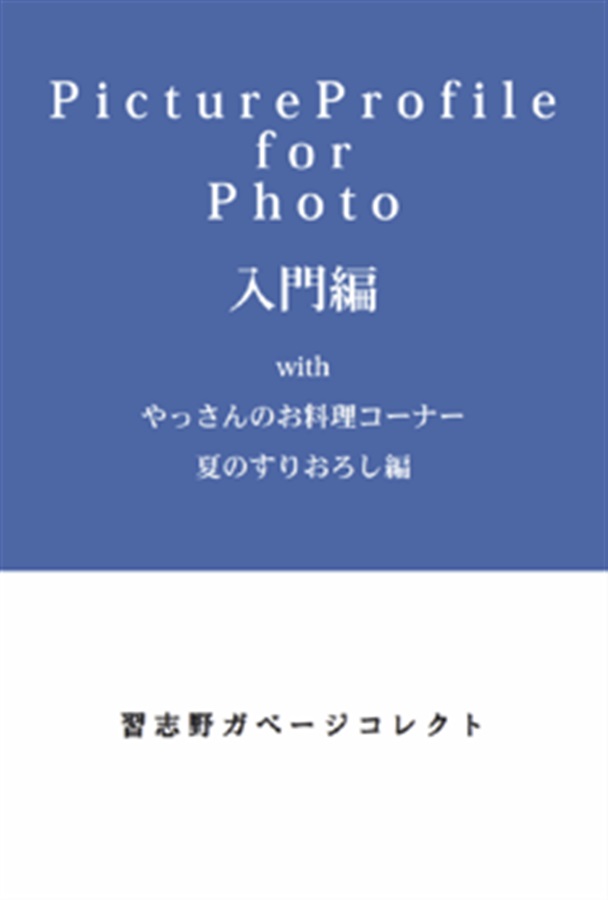 PictureProfile
for
Photo
入門編
with
やっさんのお料理コーナー
夏のすりおろし編
習志野ガベージコレクト